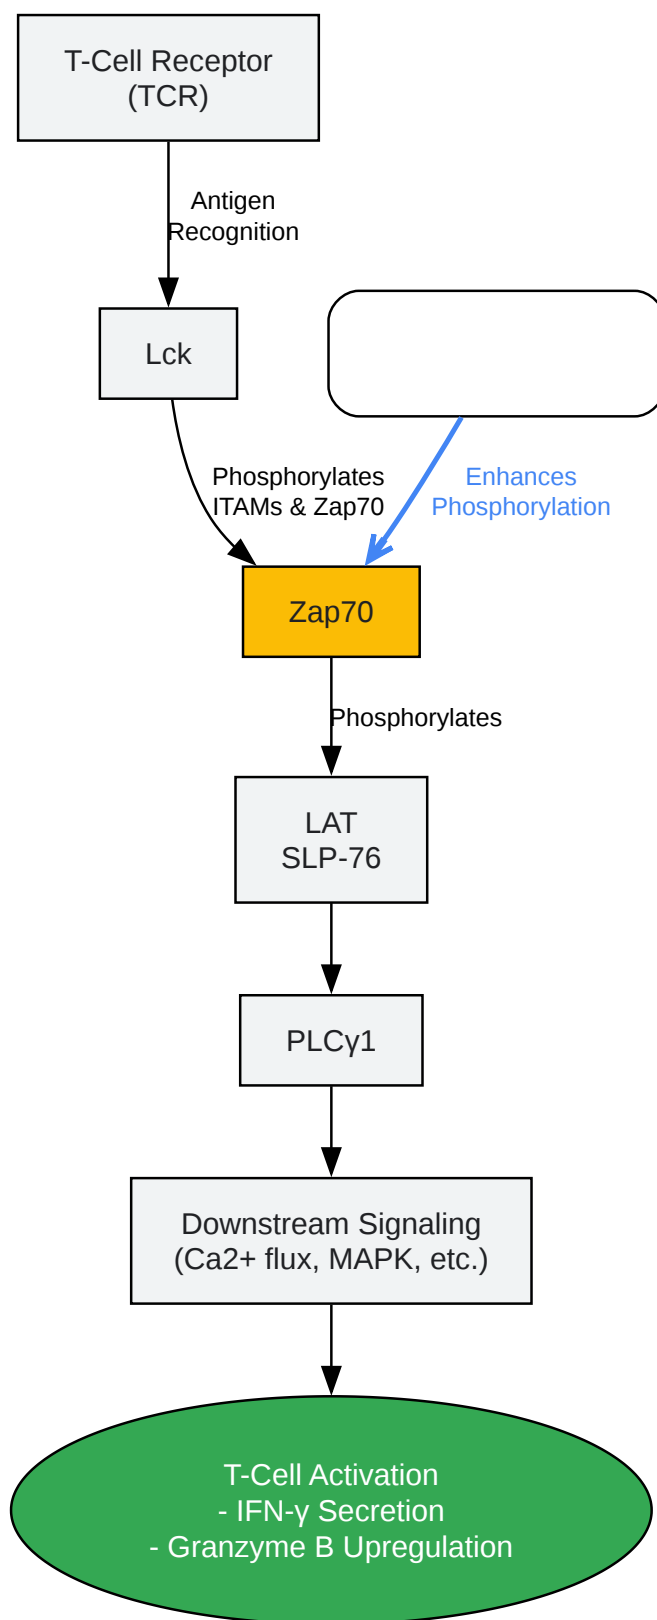 T-Cell Receptor
(TCR)
Antigen
Recognition
Lck
Phosphorylates
ITAMs & Zap70
Enhances
Phosphorylation
Zap70
Phosphorylates
LAT
SLP-76
PLCγ1
Downstream Signaling
(Ca2+ flux, MAPK, etc.)
T-Cell Activation
- IFN-γ Secretion
- Granzyme B Upregulation